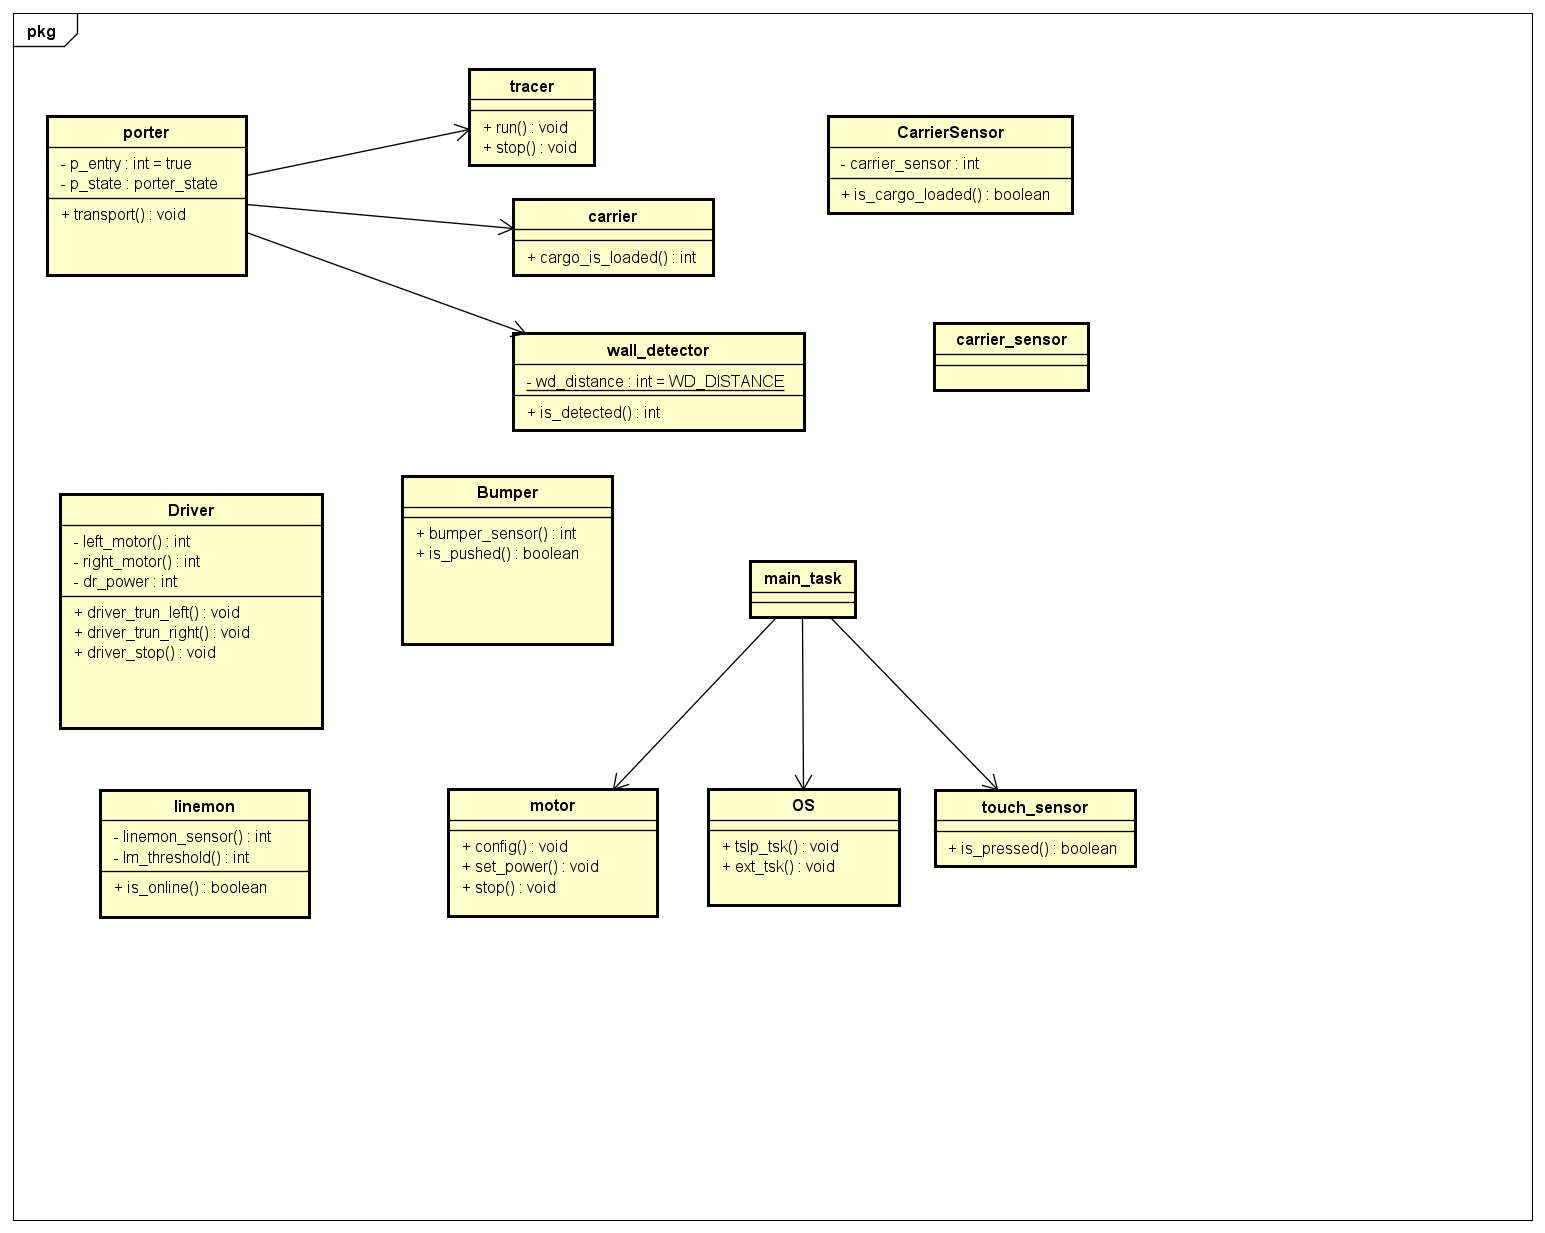 pkg
tracer
+ run() : void
+ stop() : void
porter
- p_entry : int = true
- p_state : porter_state
+ transport() : void
CarrierSensor
- carrier_sensor : int
+ is_cargo_loaded() : boolean
carrier
+ cargo_is_loaded() : int
wall_detector
- wd_distance : int = WD_DISTANCE
+ is_detected() : int
carrier_sensor
Driver
- left_motor() : int
- right_motor() : int
- dr_power : int
+ driver_trun_left() : void
+ driver_trun_right() : void
+ driver_stop() : void
Bumper
+ bumper_sensor() : int
+ is_pushed() : boolean
main_task
linemon
- linemon_sensor() : int
- lm_threshold() : int
+ is_online() : boolean
motor
+ config() : void
+ set_power() : void
+ stop() : void
OS
+ tslp_tsk() : void
+ ext_tsk() : void
touch_sensor
+ is_pressed() : boolean